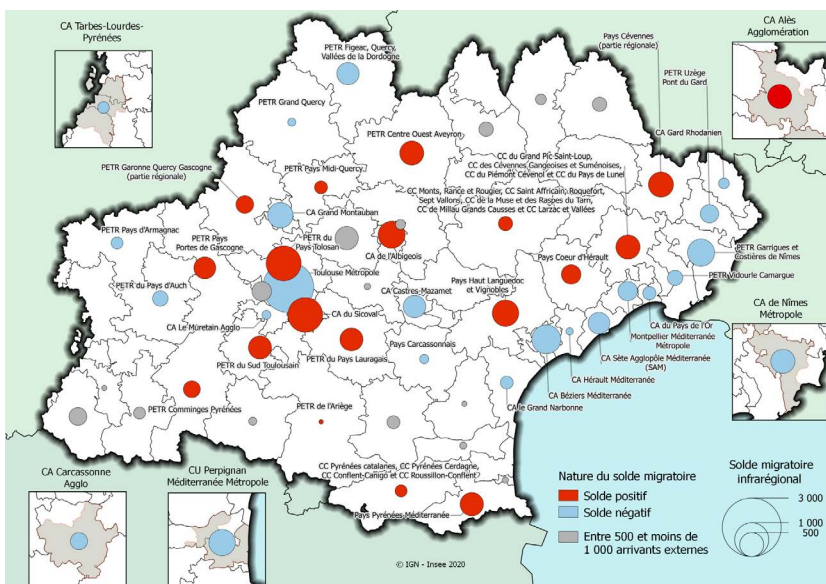 CA Tarbes-Lourdes-
Pyrénées
PETR Figeac, Quercy,
Vallées de la Dordogne
Pays Cévennes
(partie régionale)
CA Alès
Agglomération
PETR Uzège
Pont du Gard
PETR Grand Quercy
CA Gard Rhodanien
PETR Centre Ouest Aveyron
CC du Grand Pic Saint-Loup,
CC des Cévennes Gangeoises et Suménoises,
CC du Piémont Cévenol et CC du Pays de Lunel
PETR Garonne Quercy Gascogne
(partie régionale)
PETR Pays Midi-Quercy
CC Monts, Rance et Rougier, CC Saint Affricain, Roquefort,
Sept Vallons, CC de la Muse et des Raspes du Tarn,
CC de Millau Grands Causses et CC Larzac et Vallées
CA Grand Montauban
PETR Pays d'Armagnac
PETR Pays
Portes de Gascogne
PETR du
Pays Tolosan
CA de l'Albigeois
Toulouse Métropole
Pays Coeur d'Hérault
PETR Garrigues et
Costières de Nîmes
PETR Vidourle Camargue
PETR du Pays d'Auch
CA Castres-Mazamet
Pays Haut Languedoc
et Vignobles
CA Le Muretain Agglo
CA du Sicoval
CA du Pays de l'Or
Montpellier Méditerranée
Métropole
CA de Nîmes
Métropole
PETR du Sud Toulousain
PETR du Pays Lauragais
Pays Carcassonnais
CA Sète Agglopôle Méditerranée
(SAM)
CA Hérault Méditerranée
CA Béziers Méditerranée
CA le Grand Narbonne
PETR Comminges Pyrénées
PETR de l'Ariège
CA Carcassonne
Agglo
CU Perpignan
Méditerranée Métropole
CC Pyrénées catalanes, CC Pyrénées Cerdagne,
CC Conflent-Canigó et CC Roussillon-Conflent
Pays Pyrénées-Méditerranée
Nature du solde migratoire
Solde positif
Solde négatif
Entre 500 et moins de
1 000 arrivants externes
Solde migratoire
infrarégional
3 000
1 000
500
© IGN - Insee 2020